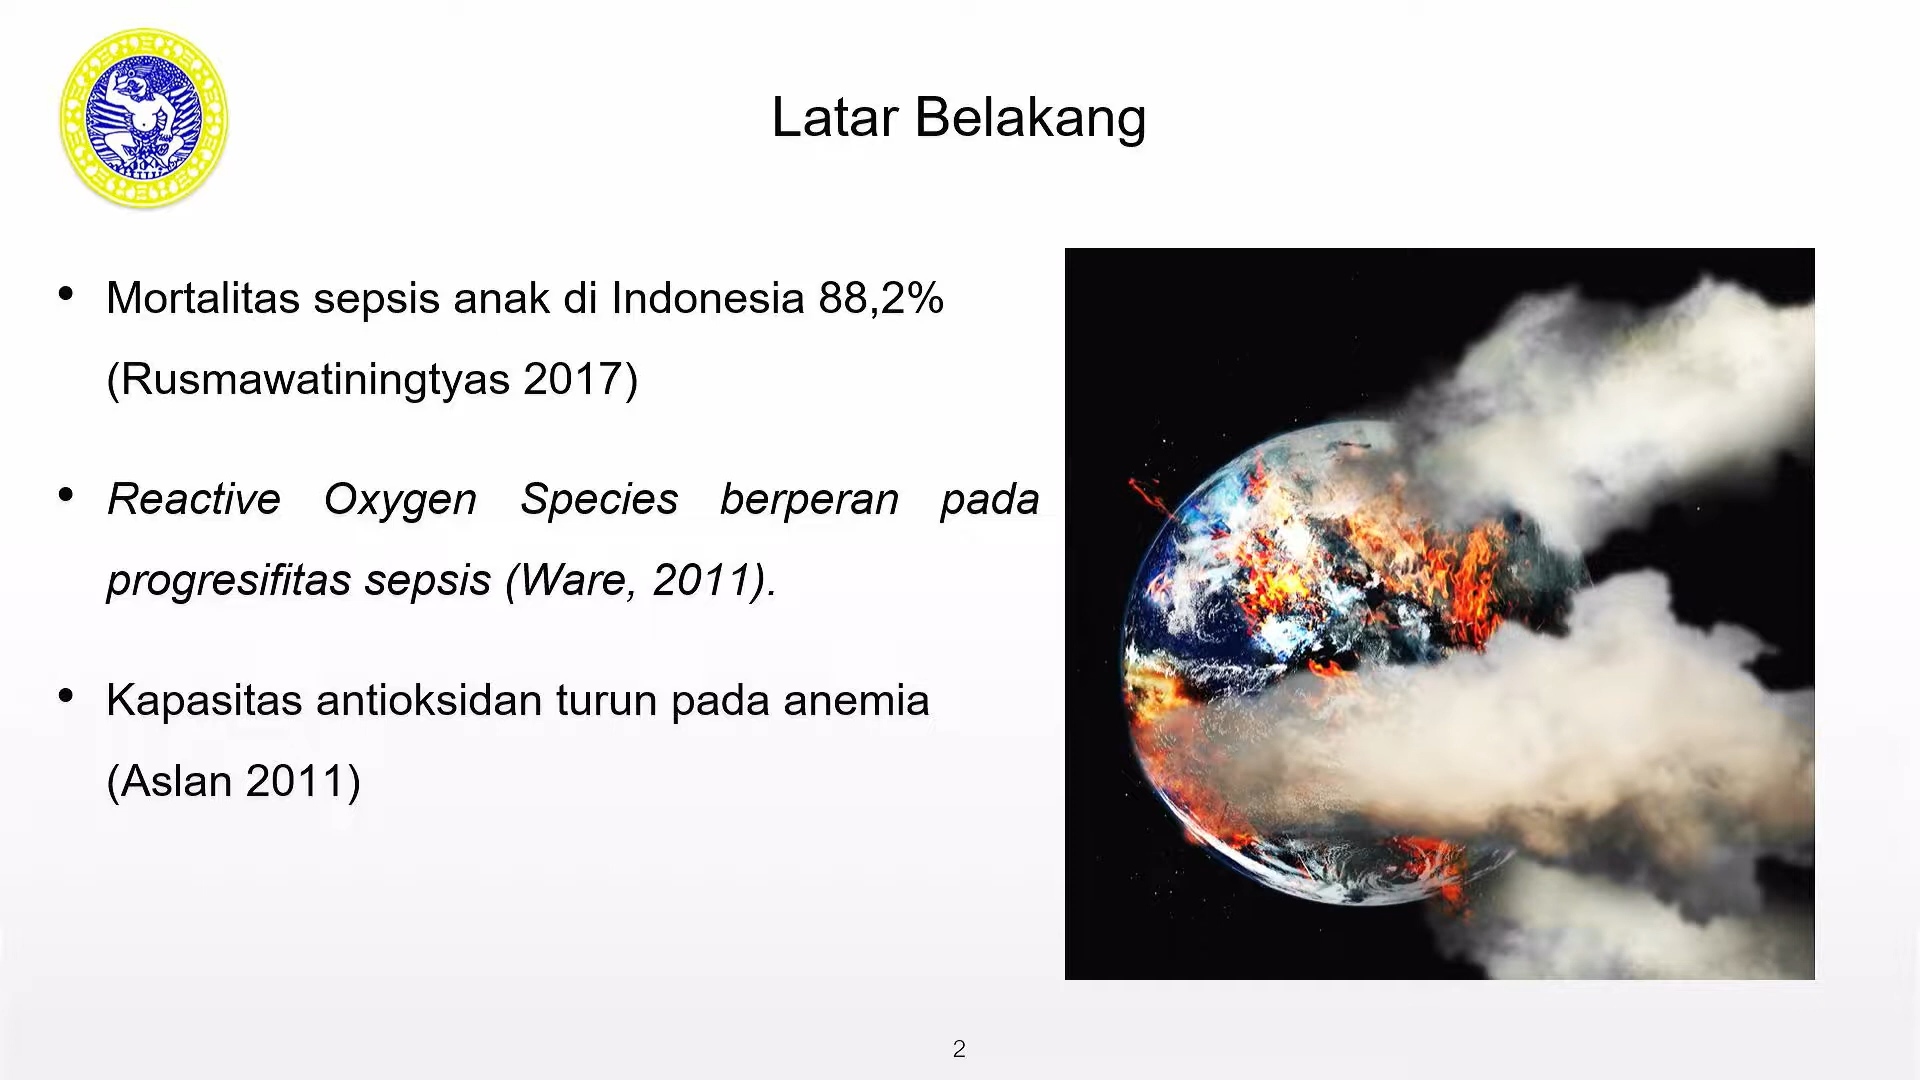 Latar Belakang
• Mortalitas sepsis anak di Indonesia 88,2%
(Rusmawatiningtyas 2017)
• Reactive Oxygen Species berperan pada
progresifitas sepsis (Ware, 2011).
• Kapasitas antioksidan turun pada anemia
(Aslan 2011)
2